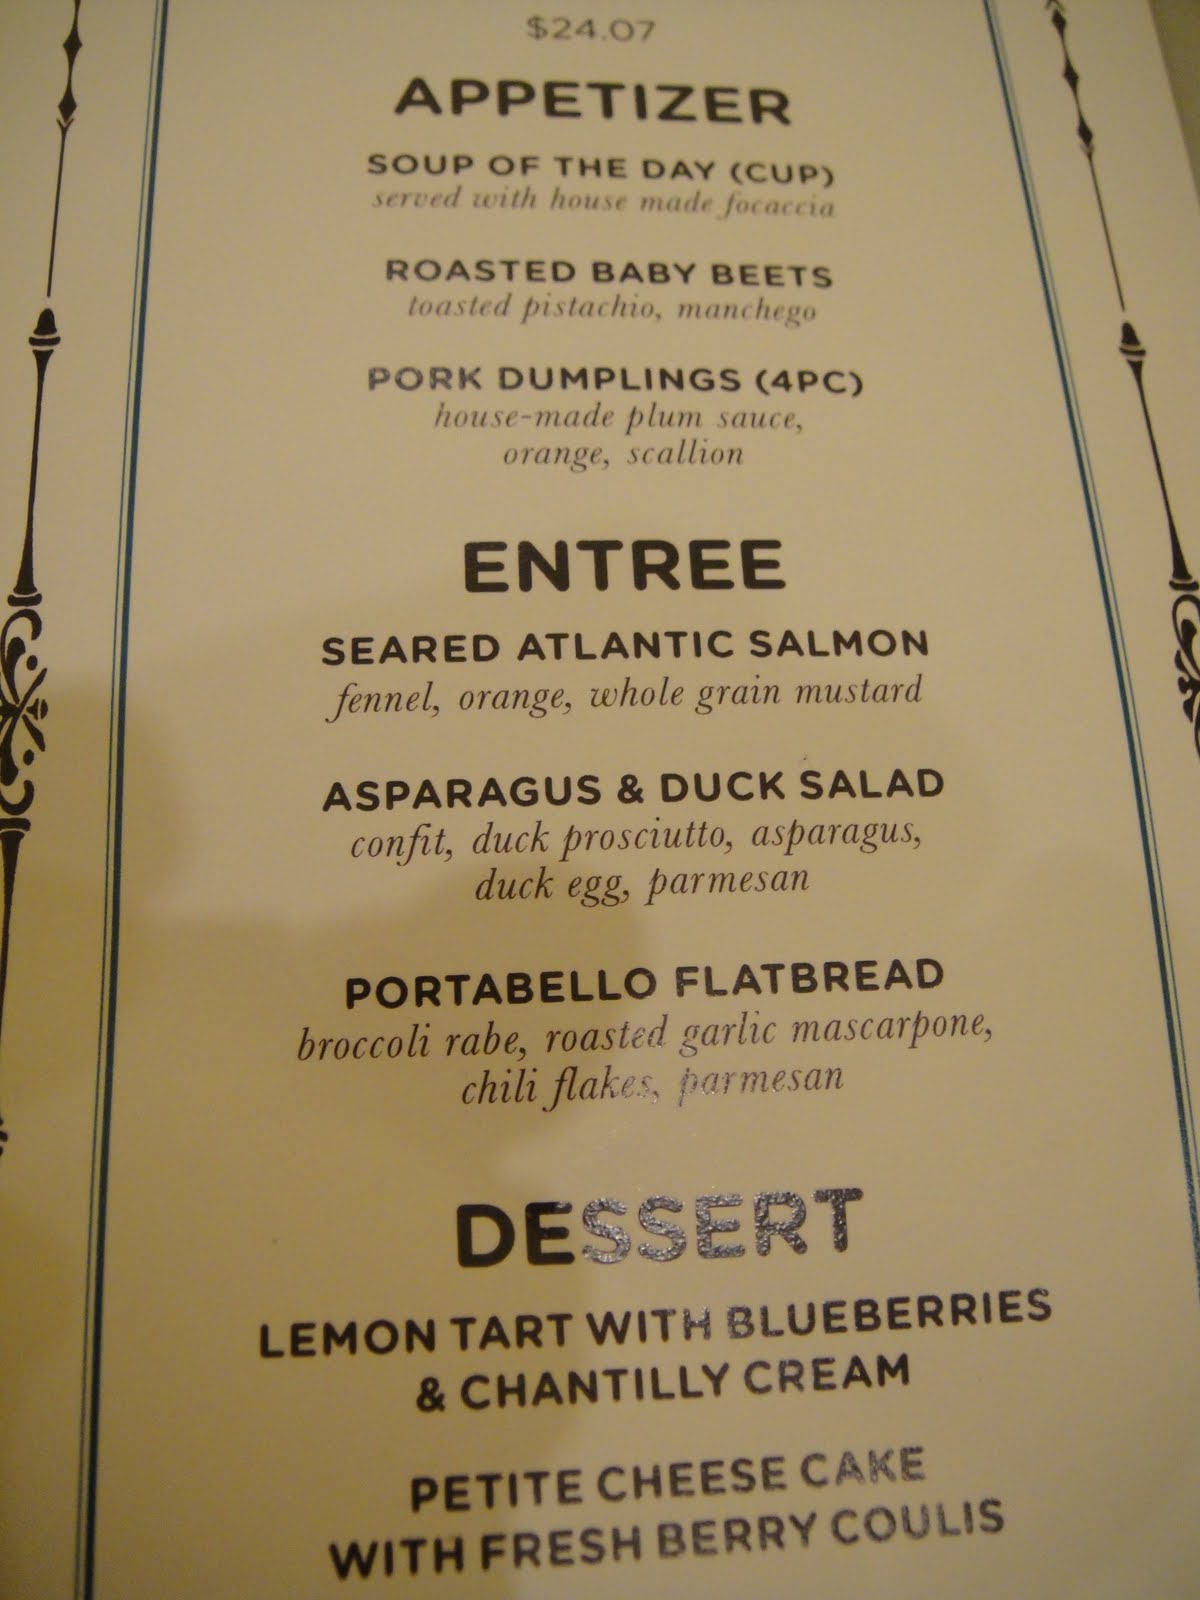 $24.07
APPETIZER
SOUP OF THE DAY (CUP)
served with house made focaccia
ROASTED BABY BEETS
toasted pistachio, manchego
PORK DUMPLINGS (4PC)
house-made plum sauce,
orange, scallion
ENTREE
SEARED ATLANTIC SALMON
fennel, orange, whole grain mustard
ASPARAGUS & DUCK SALAD
confit, duck prosciutto, asparagus,
duck egg, parmesan
PORTABELLO FLATBREAD
broccoli rabe, roasted garlic mascarpone,
chili flakes, parmesan
DESSERT
LEMON TART WITH BLUEBERRIES
& CHANTILLY CREAM
PETITE CHEESE CAKE
WITH FRESH BERRY COULIS